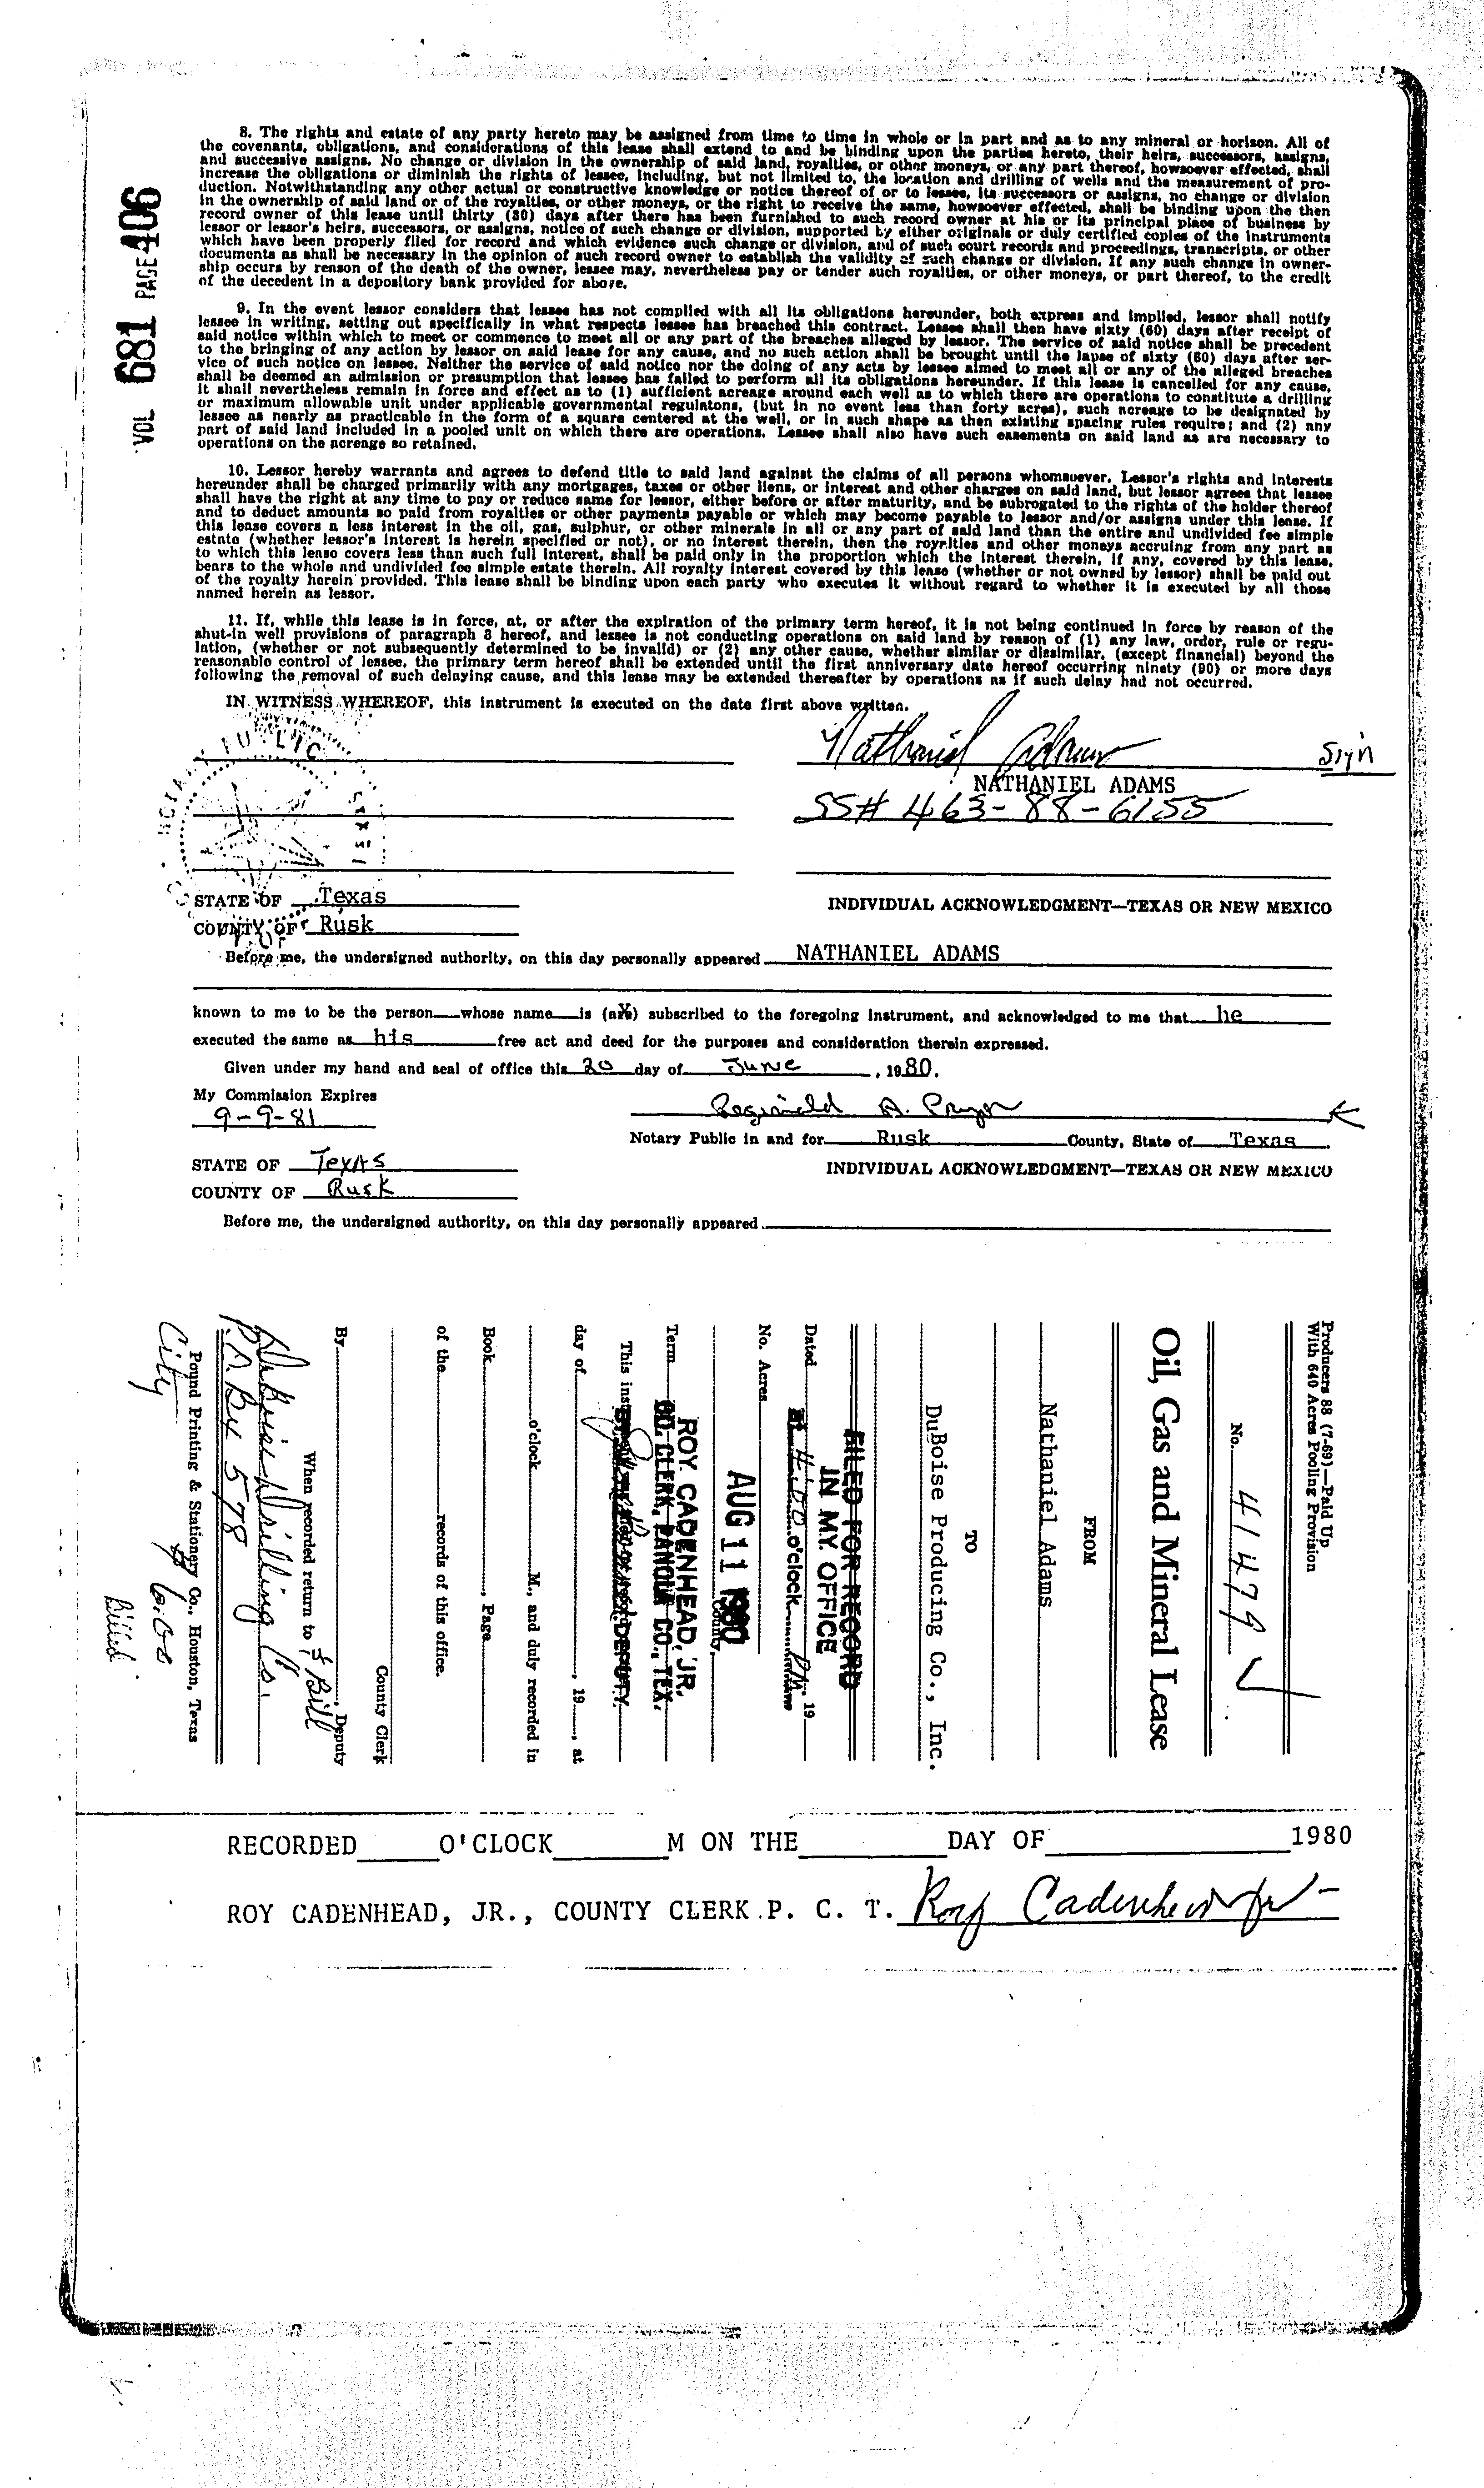 VOL 681 PAGE 406
8. The rights and estate of any party hereto may be assigned from time to time in whole or in part and as to any mineral or horison. All of
the covenants, obligations, and considerations of this lease shall extend to and be binding upon the parties hereto, their heirs, successors, assigns,
and successive assigns. No change or division in the ownership of said land, royalties, or other moneys, or any part thereof, howsoever effected, shall
increase the obligations or diminish the rights of lessee, including, but not limited to, the location and drilling of wells and the measurement of pro-
duction. Notwithstanding any other actual or constructive knowledge or notice thereof of or to lessee, its successors or assigns, no change or division
in the ownership of said land or of the royalties, or other moneys, or the right to receive the same, howsoever effected, shall be binding upon the then
record owner of this lease until thirty (30) days after there has been furnished to such record owner at his or its principal place of business by
lessor or lessor's heirs, successors, or assigns, notice of such change or division, supported by either originals or duly certified copies of the instruments
which have been properly filed for record and which evidence such change or division, and of such court records and proceedings, transcripts, or other
documents as shall be necessary in the opinion of such record owner to establish the validity of such change or division. If any such change in owner-
ship occurs by reason of the death of the owner, lessee may, nevertheless pay or tender such royalties, or other moneys, or part thereof, to the credit
of the decedent in a depository bank provided for above.
9. In the event lessor considers that lessee has not complied with all its obligations hereunder, both express and implied, lessor shall notify
lessee in writing, setting out specifically in what respects lessee has breached this contract. Lessee shall then have sixty (60) days after receipt of
said notice within which to meet or commence to meet all or any part of the breaches alleged by lessor. The service of said notice shall be precedent
to the bringing of any action by lessor on said lease for any cause, and no such action shall be brought until the lapse of sixty (60) days after ser-
vice of such notice on lessee. Neither the service of said notice nor the doing of any acts by lessee aimed to meet all or any of the alleged breaches
shall be deemed an admission or presumption that lessee has failed to perform all its obligations hereunder. If this lease is cancelled for any cause,
it shall nevertheless remain in force and effect as to (1) sufficient acreage around each well as to which there are operations to constitute a drilling
or maximum allowable unit under applicable governmental regulatons, (but in no event less than forty acres), such acreage to be designated by
lessee as nearly as practicable in the form of a square centered at the well, or in such shape as then existing spacing rules require; and (2) any
part of said land included in a pooled unit on which there are operations. Lessee shall also have such easements on said land as are necessary to
operations on the acreage so retained.
10. Lessor hereby warrants and agrees to defend title to said land against the claims of all persons whomsoever. Lessor's rights and interests
hereunder shall be charged primarily with any mortgages, taxes or other liens, or interest and other charges on said land, but lessor agrees that lessee
shall have the right at any time to pay or reduce same for lessor, either before or after maturity, and be subrogated to the rights of the holder thereof
and to deduct amounts so paid from royalties or other payments payable or which may become payable to lessor and/or assigns under this lease. If
this lease covers a less interest in the oil, gas, sulphur, or other minerals in all or any part of said land than the entire and undivided fee simple
estate (whether lessor's interest is herein specified or not), or no interest therein, then the royalties and other moneys accruing from any part as
to which this lease covers less than such full interest, shall be paid only in the proportion which the interest therein, if any, covered by this lease,
bears to the whole and undivided fee simple estate therein. All royalty interest covered by this lease (whether or not owned by lessor) shall be paid out
of the royalty herein provided. This lease shall be binding upon each party who executes it without regard to whether it is executed by all those
named herein as lessor.
11. If, while this lease is in force, at, or after the expiration of the primary term hereof, it is not being continued in force by reason of the
shut-in well provisions of paragraph 3 hereof, and lessee is not conducting operations on said land by reason of (1) any law, order, rule or regu-
lation, (whether or not subsequently determined to be invalid) or (2) any other cause, whether similar or dissimilar, (except financial) beyond the
reasonable control of lessee, the primary term hereof shall be extended until the first anniversary date hereof occurring ninety (90) or more days
following the removal of such delaying cause, and this lease may be extended thereafter by operations as if such delay had not occurred.
IN WITNESS WHEREOF, this instrument is executed on the date first above written.
Nathaniel Adams Sign
NATHANIEL ADAMS
SS# 463-88-6155
STATE OF Texas
INDIVIDUAL ACKNOWLEDGMENT—TEXAS OR NEW MEXICO
COUNTY OF Rusk
Before me, the undersigned authority, on this day personally appeared NATHANIEL ADAMS
known to me to be the person whose name is (are) subscribed to the foregoing instrument, and acknowledged to me that he
executed the same as his free act and deed for the purposes and consideration therein expressed.
Given under my hand and seal of office this 20 day of June, 1980.
My Commission Expires
9-9-81
Reginald A. Pryor
Notary Public in and for Rusk County, State of Texas
STATE OF Texas
INDIVIDUAL ACKNOWLEDGMENT—TEXAS OR NEW MEXICO
COUNTY OF Rusk
Before me, the undersigned authority, on this day personally appeared
Producers 88 (7-69)—Paid Up
With 640 Acres Pooling Provision
No. 41479
Oil, Gas and Mineral Lease
FROM
Nathaniel Adams
TO
DuBoise Producing Co., Inc.
FILED FOR RECORD
IN MY OFFICE
Dated 19
At 4:00 o'clock P.M.
No. Acres
AUG 11 1980
County,
ROY CADENHEAD, JR.
Term CO. CLERK, PANOLA CO., TEX.
This DEPUTY
day of , 19 , at
o'clock M., and duly recorded in
Book , Page
of the records of this office.
County Clerk
By , Deputy
When recorded return to & Bill
DuBoise Drilling Co.
P.O. Box 578
Pound Printing & Stationery Co., Houston, Texas
City
6.00
Billed
RECORDED O'CLOCK M ON THE DAY OF 1980
ROY CADENHEAD, JR., COUNTY CLERK P. C. T. Roy Cadenhead Jr